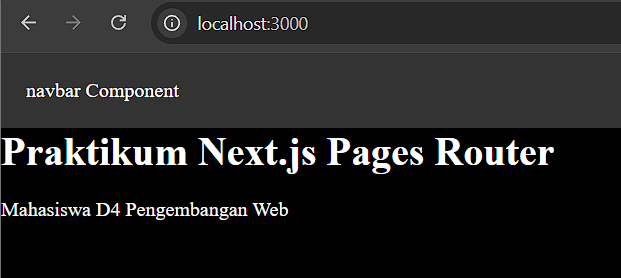 localhost:3000
navbar Component
Praktikum Next.js Pages Router
Mahasiswa D4 Pengembangan Web